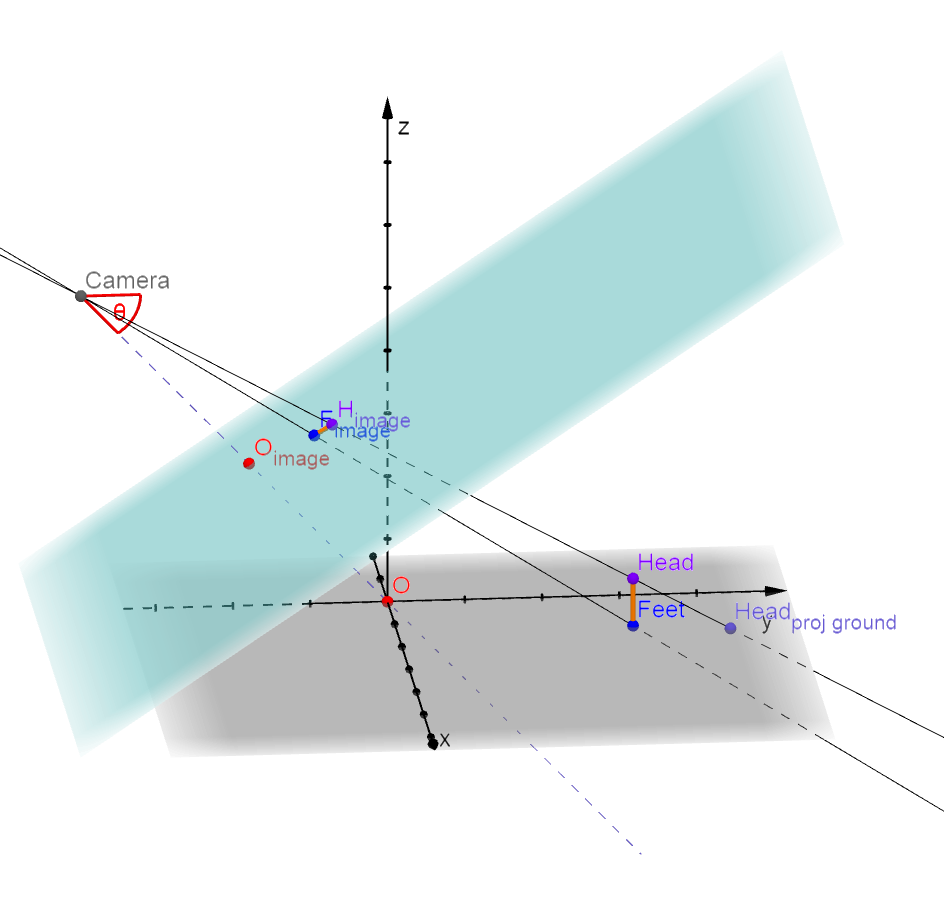 z
Camera
θ
H image
F image
O image
O
Head
Feet
Head proj ground
y
x